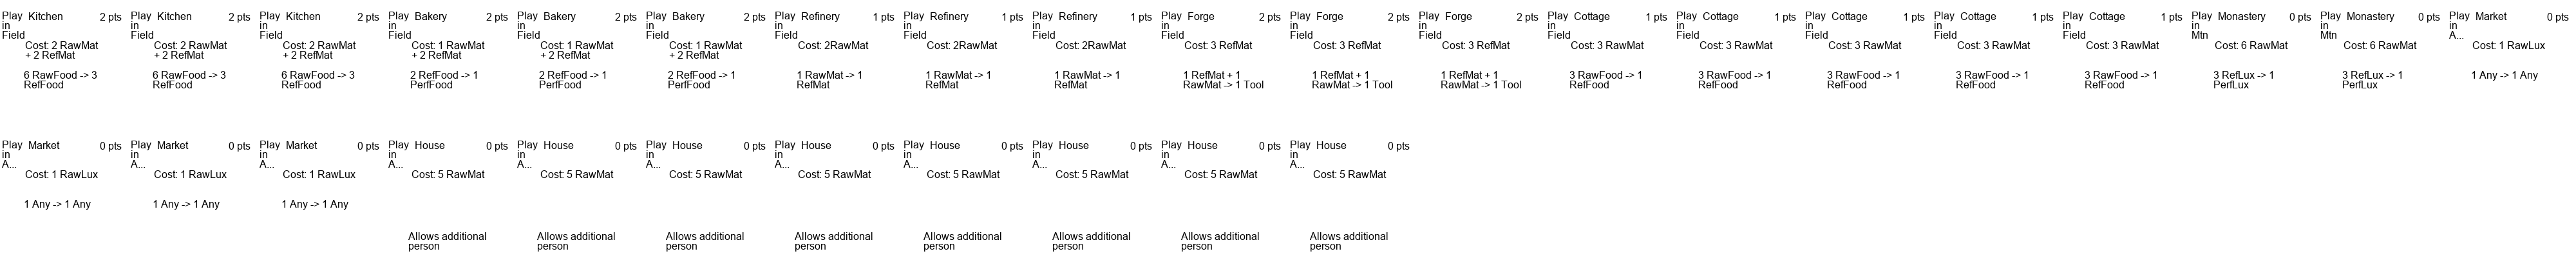 Play Kitchen 2 pts
in
Field
Cost: 2 RawMat
+ 2 RefMat
6 RawFood -> 3
RefFood
Play Kitchen 2 pts
in
Field
Cost: 2 RawMat
+ 2 RefMat
6 RawFood -> 3
RefFood
Play Kitchen 2 pts
in
Field
Cost: 2 RawMat
+ 2 RefMat
6 RawFood -> 3
RefFood
Play Bakery 2 pts
in
Field
Cost: 1 RawMat
+ 2 RefMat
2 RefFood -> 1
PerfFood
Play Bakery 2 pts
in
Field
Cost: 1 RawMat
+ 2 RefMat
2 RefFood -> 1
PerfFood
Play Bakery 2 pts
in
Field
Cost: 1 RawMat
+ 2 RefMat
2 RefFood -> 1
PerfFood
Play Refinery 1 pts
in
Field
Cost: 2RawMat
1 RawMat -> 1
RefMat
Play Refinery 1 pts
in
Field
Cost: 2RawMat
1 RawMat -> 1
RefMat
Play Refinery 1 pts
in
Field
Cost: 2RawMat
1 RawMat -> 1
RefMat
Play Forge 2 pts
in
Field
Cost: 3 RefMat
1 RefMat + 1
RawMat -> 1 Tool
Play Forge 2 pts
in
Field
Cost: 3 RefMat
1 RefMat + 1
RawMat -> 1 Tool
Play Forge 2 pts
in
Field
Cost: 3 RefMat
1 RefMat + 1
RawMat -> 1 Tool
Play Cottage 1 pts
in
Field
Cost: 3 RawMat
3 RawFood -> 1
RefFood
Play Cottage 1 pts
in
Field
Cost: 3 RawMat
3 RawFood -> 1
RefFood
Play Cottage 1 pts
in
Field
Cost: 3 RawMat
3 RawFood -> 1
RefFood
Play Cottage 1 pts
in
Field
Cost: 3 RawMat
3 RawFood -> 1
RefFood
Play Cottage 1 pts
in
Field
Cost: 3 RawMat
3 RawFood -> 1
RefFood
Play Monastery 0 pts
in
Mtn
Cost: 6 RawMat
3 RefLux -> 1
PerfLux
Play Monastery 0 pts
in
Mtn
Cost: 6 RawMat
3 RefLux -> 1
PerfLux
Play Market 0 pts
in
A...
Cost: 1 RawLux
1 Any -> 1 Any
Play Market 0 pts
in
A...
Cost: 1 RawLux
1 Any -> 1 Any
Play Market 0 pts
in
A...
Cost: 1 RawLux
1 Any -> 1 Any
Play Market 0 pts
in
A...
Cost: 1 RawLux
1 Any -> 1 Any
Play House 0 pts
in
A...
Cost: 5 RawMat
Allows additional
person
Play House 0 pts
in
A...
Cost: 5 RawMat
Allows additional
person
Play House 0 pts
in
A...
Cost: 5 RawMat
Allows additional
person
Play House 0 pts
in
A...
Cost: 5 RawMat
Allows additional
person
Play House 0 pts
in
A...
Cost: 5 RawMat
Allows additional
person
Play House 0 pts
in
A...
Cost: 5 RawMat
Allows additional
person
Play House 0 pts
in
A...
Cost: 5 RawMat
Allows additional
person
Play House 0 pts
in
A...
Cost: 5 RawMat
Allows additional
person